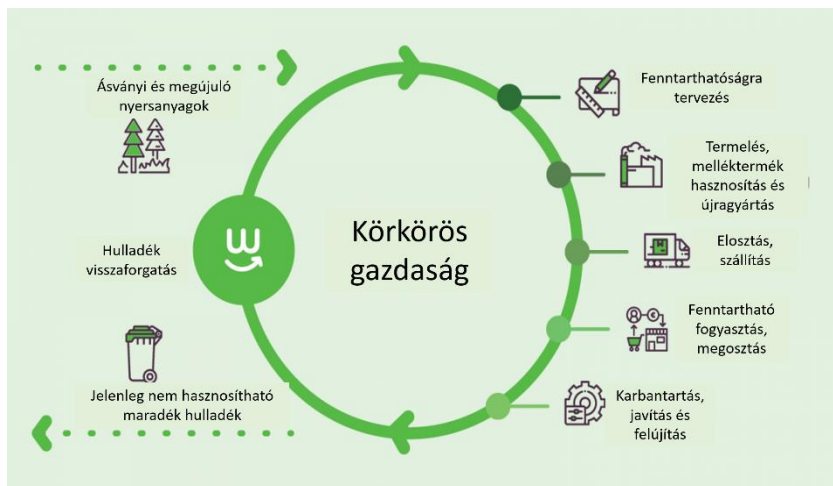 Ásványi és megújuló
nyersanyagok
Hulladék
visszaforgatás
Jelenleg nem hasznosítható
maradék hulladék
Körkörös
gazdaság
Fenntarthatóságra
tervezés
Termelés,
melléktermék
hasznosítás és
újragyártás
Elosztás,
szállítás
Fenntartható
fogyasztás,
megosztás
Karbantartás,
javítás és
felújítás